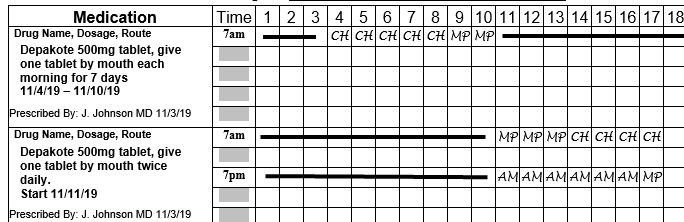 Medication Time 1 2 3 4 5 6 7 8 9 10 11 12 13 14 15 16 17 18
Drug Name, Dosage, Route 7am CH CH CH CH CH MP MP
Depakote 500mg tablet, give
one tablet by mouth each
morning for 7 days
11/4/19 – 11/10/19
Prescribed By: J. Johnson MD 11/3/19
Drug Name, Dosage, Route 7am MP MP MP CH CH CH CH
Depakote 500mg tablet, give
one tablet by mouth twice
daily. 7pm AM AM AM AM AM AM MP
Start 11/11/19
Prescribed By: J. Johnson MD 11/3/19